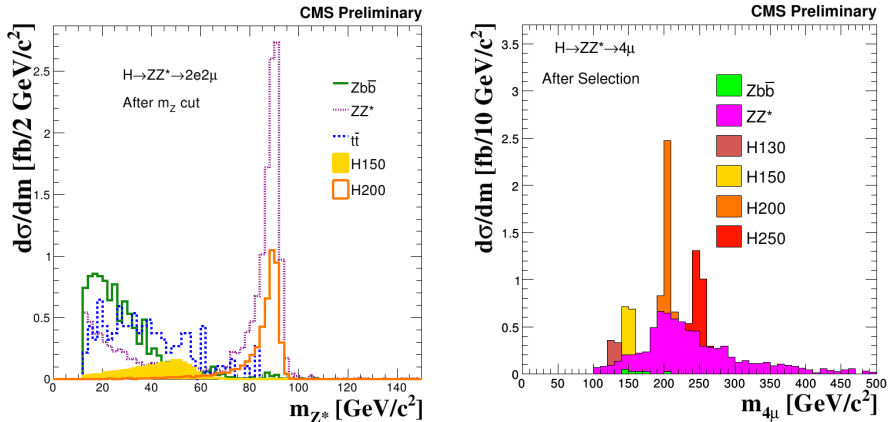 CMS Preliminary
dσ/dm [fb/2 GeV/c²]
2.5
2
1.5
1
0.5
0
H→ZZ*→2e2μ
After m_Z cut
Zbb̅
ZZ*
tt̅
H150
H200
0 20 40 60 80 100 120 140
m_Z* [GeV/c²]
CMS Preliminary
dσ/dm [fb/10 GeV/c²]
3.5
3
2.5
2
1.5
1
0.5
0
H→ZZ*→4μ
After Selection
Zbb̅
ZZ*
H130
H150
H200
H250
0 50 100 150 200 250 300 350 400 450 500
m_4μ [GeV/c²]